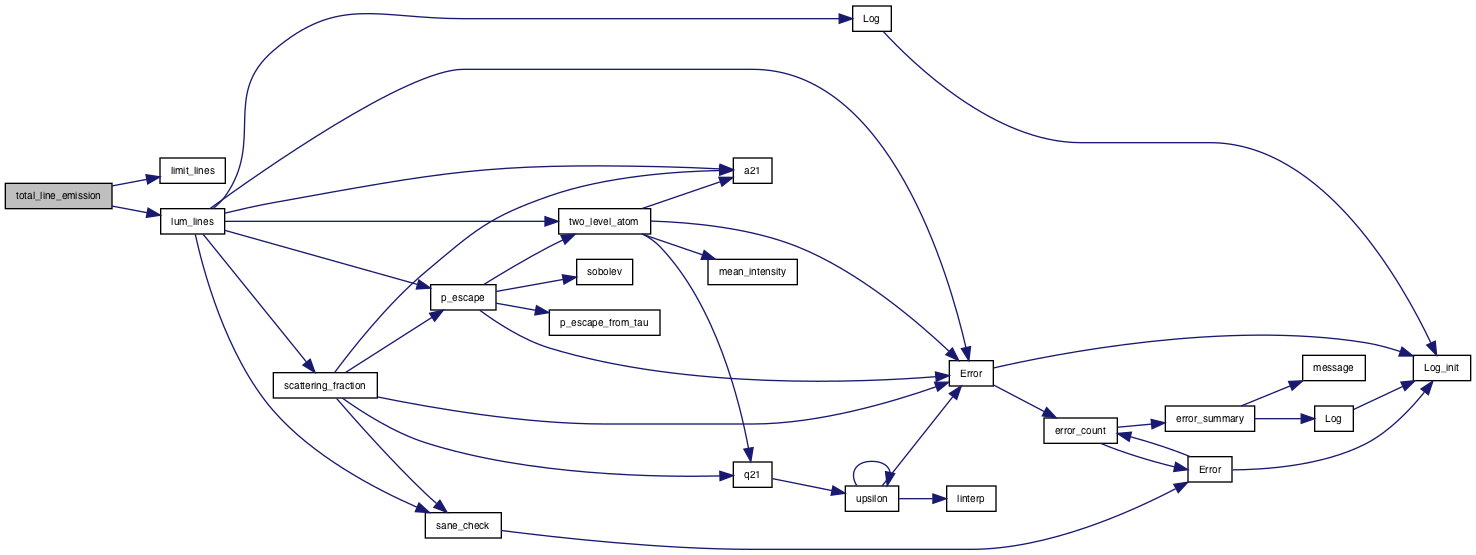 Log
limit_lines
a21
total_line_emission
lum_lines
two_level_atom
sobolev
mean_intensity
p_escape
p_escape_from_tau
Error
message
Log_init
scattering_fraction
error_summary
Log
error_count
Error
q21
upsilon
linterp
sane_check